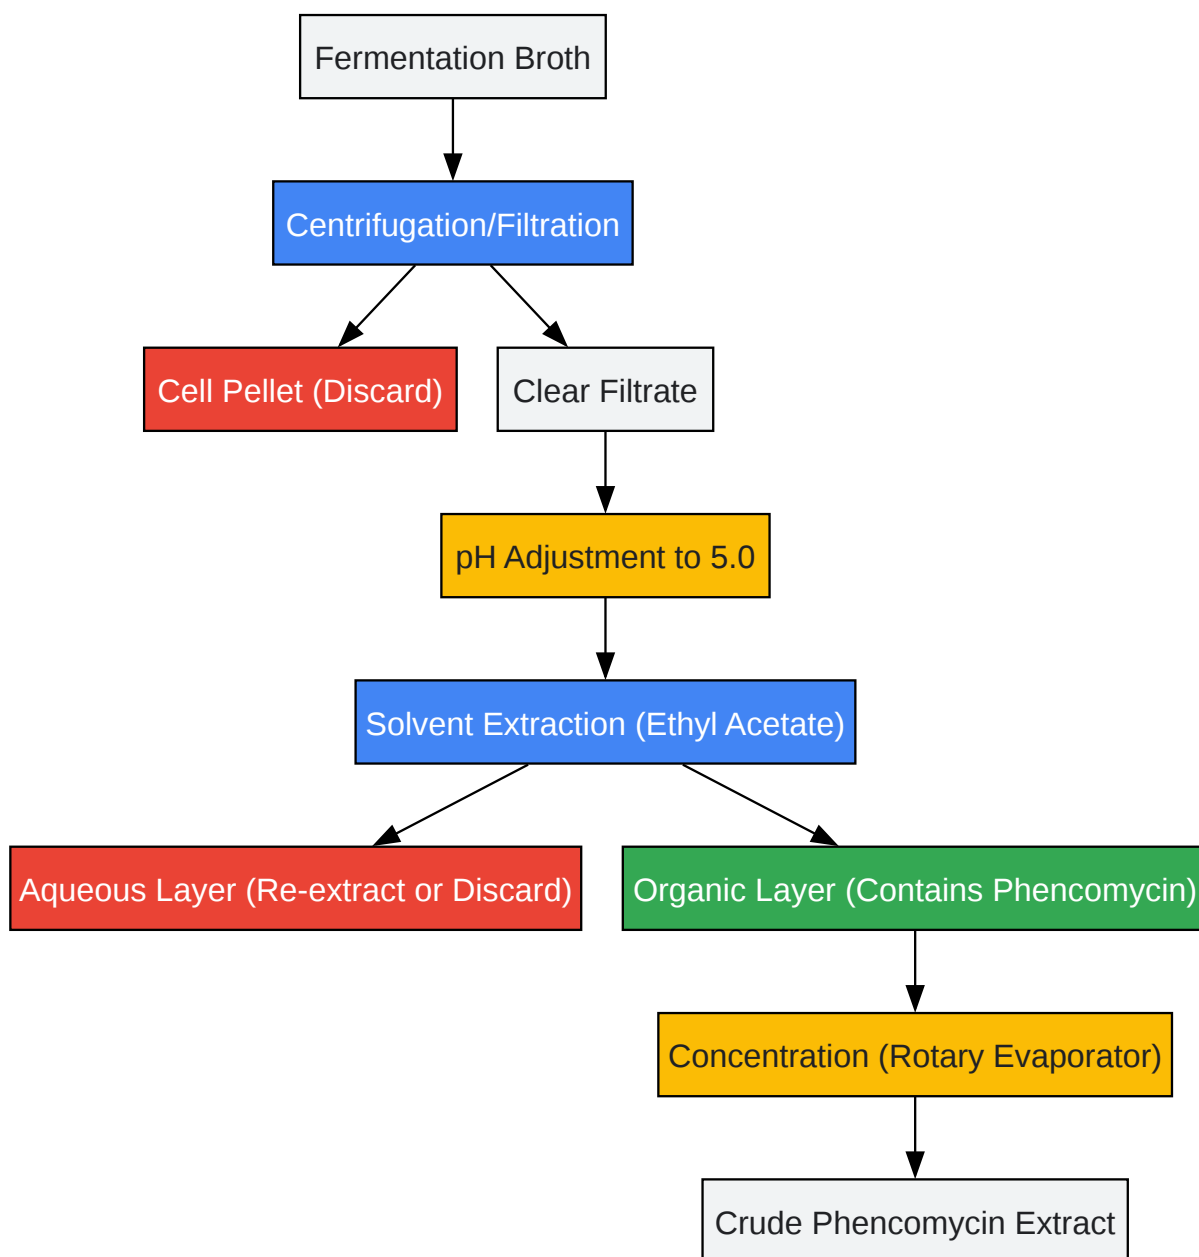 Fermentation Broth
Centrifugation/Filtration
Cell Pellet (Discard)
Clear Filtrate
pH Adjustment to 5.0
Solvent Extraction (Ethyl Acetate)
Aqueous Layer (Re-extract or Discard)
Organic Layer (Contains Phencomycin)
Concentration (Rotary Evaporator)
Crude Phencomycin Extract